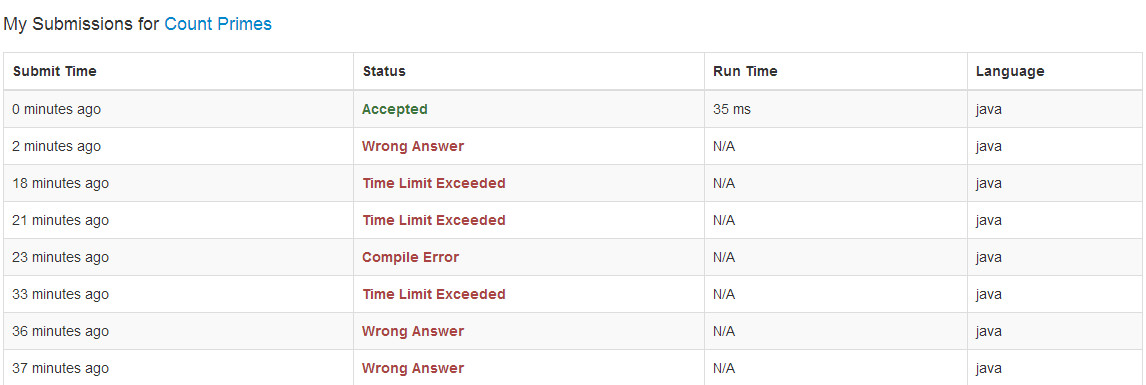 My Submissions for Count Primes
Submit Time Status Run Time Language
0 minutes ago Accepted 35 ms java
2 minutes ago Wrong Answer N/A java
18 minutes ago Time Limit Exceeded N/A java
21 minutes ago Time Limit Exceeded N/A java
23 minutes ago Compile Error N/A java
33 minutes ago Time Limit Exceeded N/A java
36 minutes ago Wrong Answer N/A java
37 minutes ago Wrong Answer N/A java